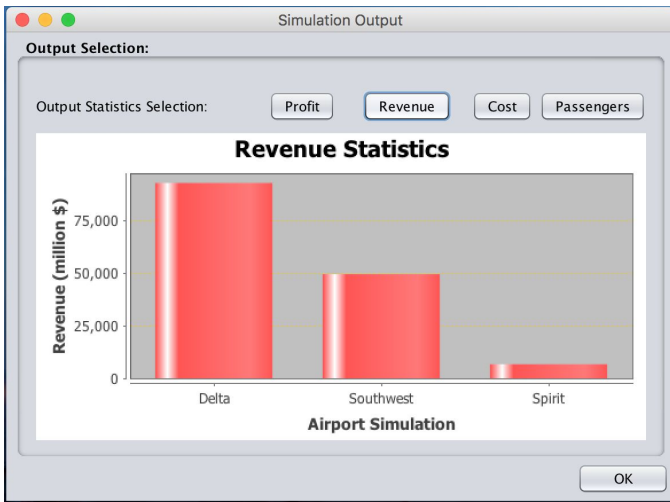 Simulation Output
Output Selection:
Output Statistics Selection:
Profit
Revenue
Cost
Passengers
Revenue Statistics
Revenue (million $)
75,000
50,000
25,000
0
Delta
Southwest
Spirit
Airport Simulation
OK